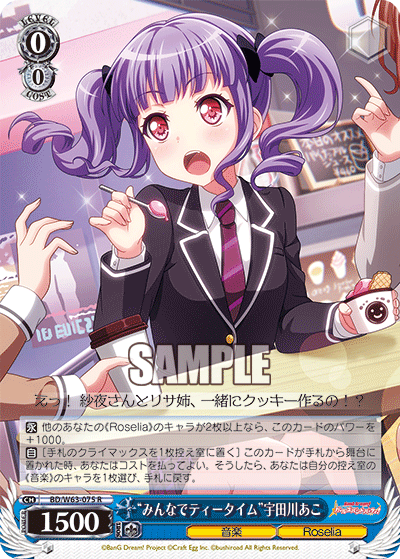 LEVEL
0
0
COST
SAMPLE
えっ! 紗夜さんとリサ姉、一緒にクッキー作るの!?
永 他のあなたの《Roselia》のキャラが2枚以上なら、このカードのパワーを
+1000。
自 [手札のクライマックスを1枚控え室に置く] このカードが手札から舞台に
置かれた時、あなたはコストを払ってよい。そうしたら、あなたは自分の控え室の
《音楽》のキャラを1枚選び、手札に戻す。
CH BD/W63-075 R
1500
“みんなでティータイム”宇田川あこ
音楽
Roselia
©BanG Dream! Project ©Craft Egg Inc. ©bushiroad All Rights Reserved.